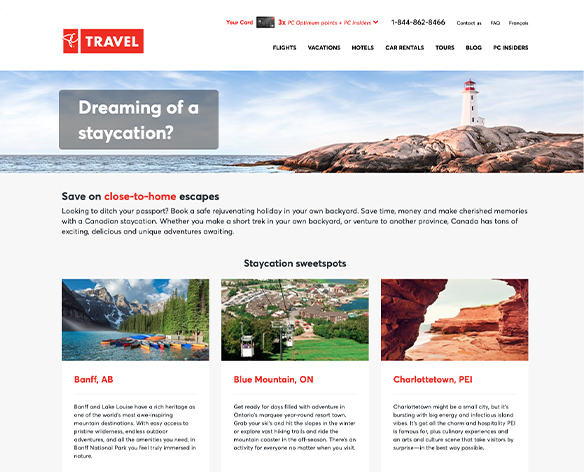 Your Card 3x PC Optimum points + PC Insiders 1-844-862-8466 Contact us FAQ Français
PC TRAVEL
FLIGHTS VACATIONS HOTELS CAR RENTALS TOURS BLOG PC INSIDERS
Dreaming of a
staycation?
Save on close-to-home escapes
Looking to ditch your passport? Book a safe rejuvenating holiday in your own backyard. Save time, money and make cherished memories
with a Canadian staycation. Whether you make a short trek in your own backyard, or venture to another province, Canada has tons of
exciting, delicious and unique adventures awaiting.
Staycation sweetspots
Banff, AB
Banff and Lake Louise have a rich heritage as
one of the world's most awe-inspiring
mountain destinations. With easy access to
pristine wilderness, endless outdoor
adventures, and all the amenities you need, in
Banff National Park you feel truly immersed in
nature.
Blue Mountain, ON
Get ready for days filled with adventure in
Ontario's marquee year-round resort town.
Grab your ski's and hit the slopes in the winter
or explore vast hiking trails and ride the
mountain coaster in the off-season. There's an
activity for everyone no matter when you visit.
Charlottetown, PEI
Charlottetown might be a small city, but it's
bursting with big energy and infectious island
vibes. It's got all the charm and hospitality PEI
is famous for, plus culinary experiences and
an arts and culture scene that take visitors by
surprise—in the best way possible.